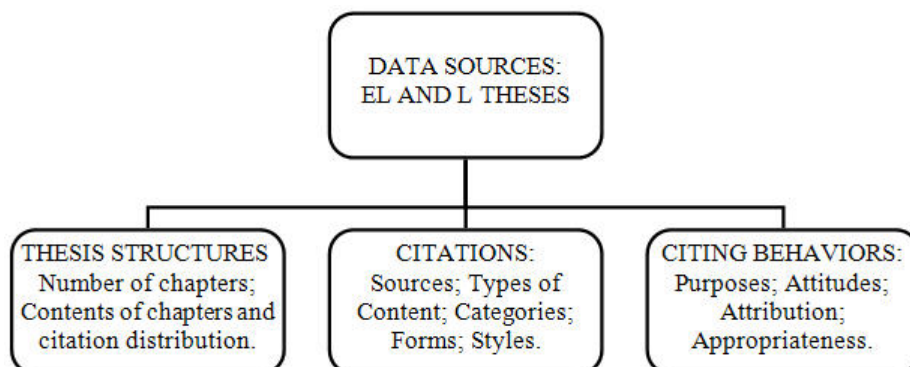 DATA SOURCES:
EL AND L THESES
THESIS STRUCTURES
Number of chapters;
Contents of chapters and
citation distribution.
CITATIONS:
Sources; Types of
Content; Categories;
Forms; Styles.
CITING BEHAVIORS:
Purposes; Attitudes;
Attribution;
Appropriateness.